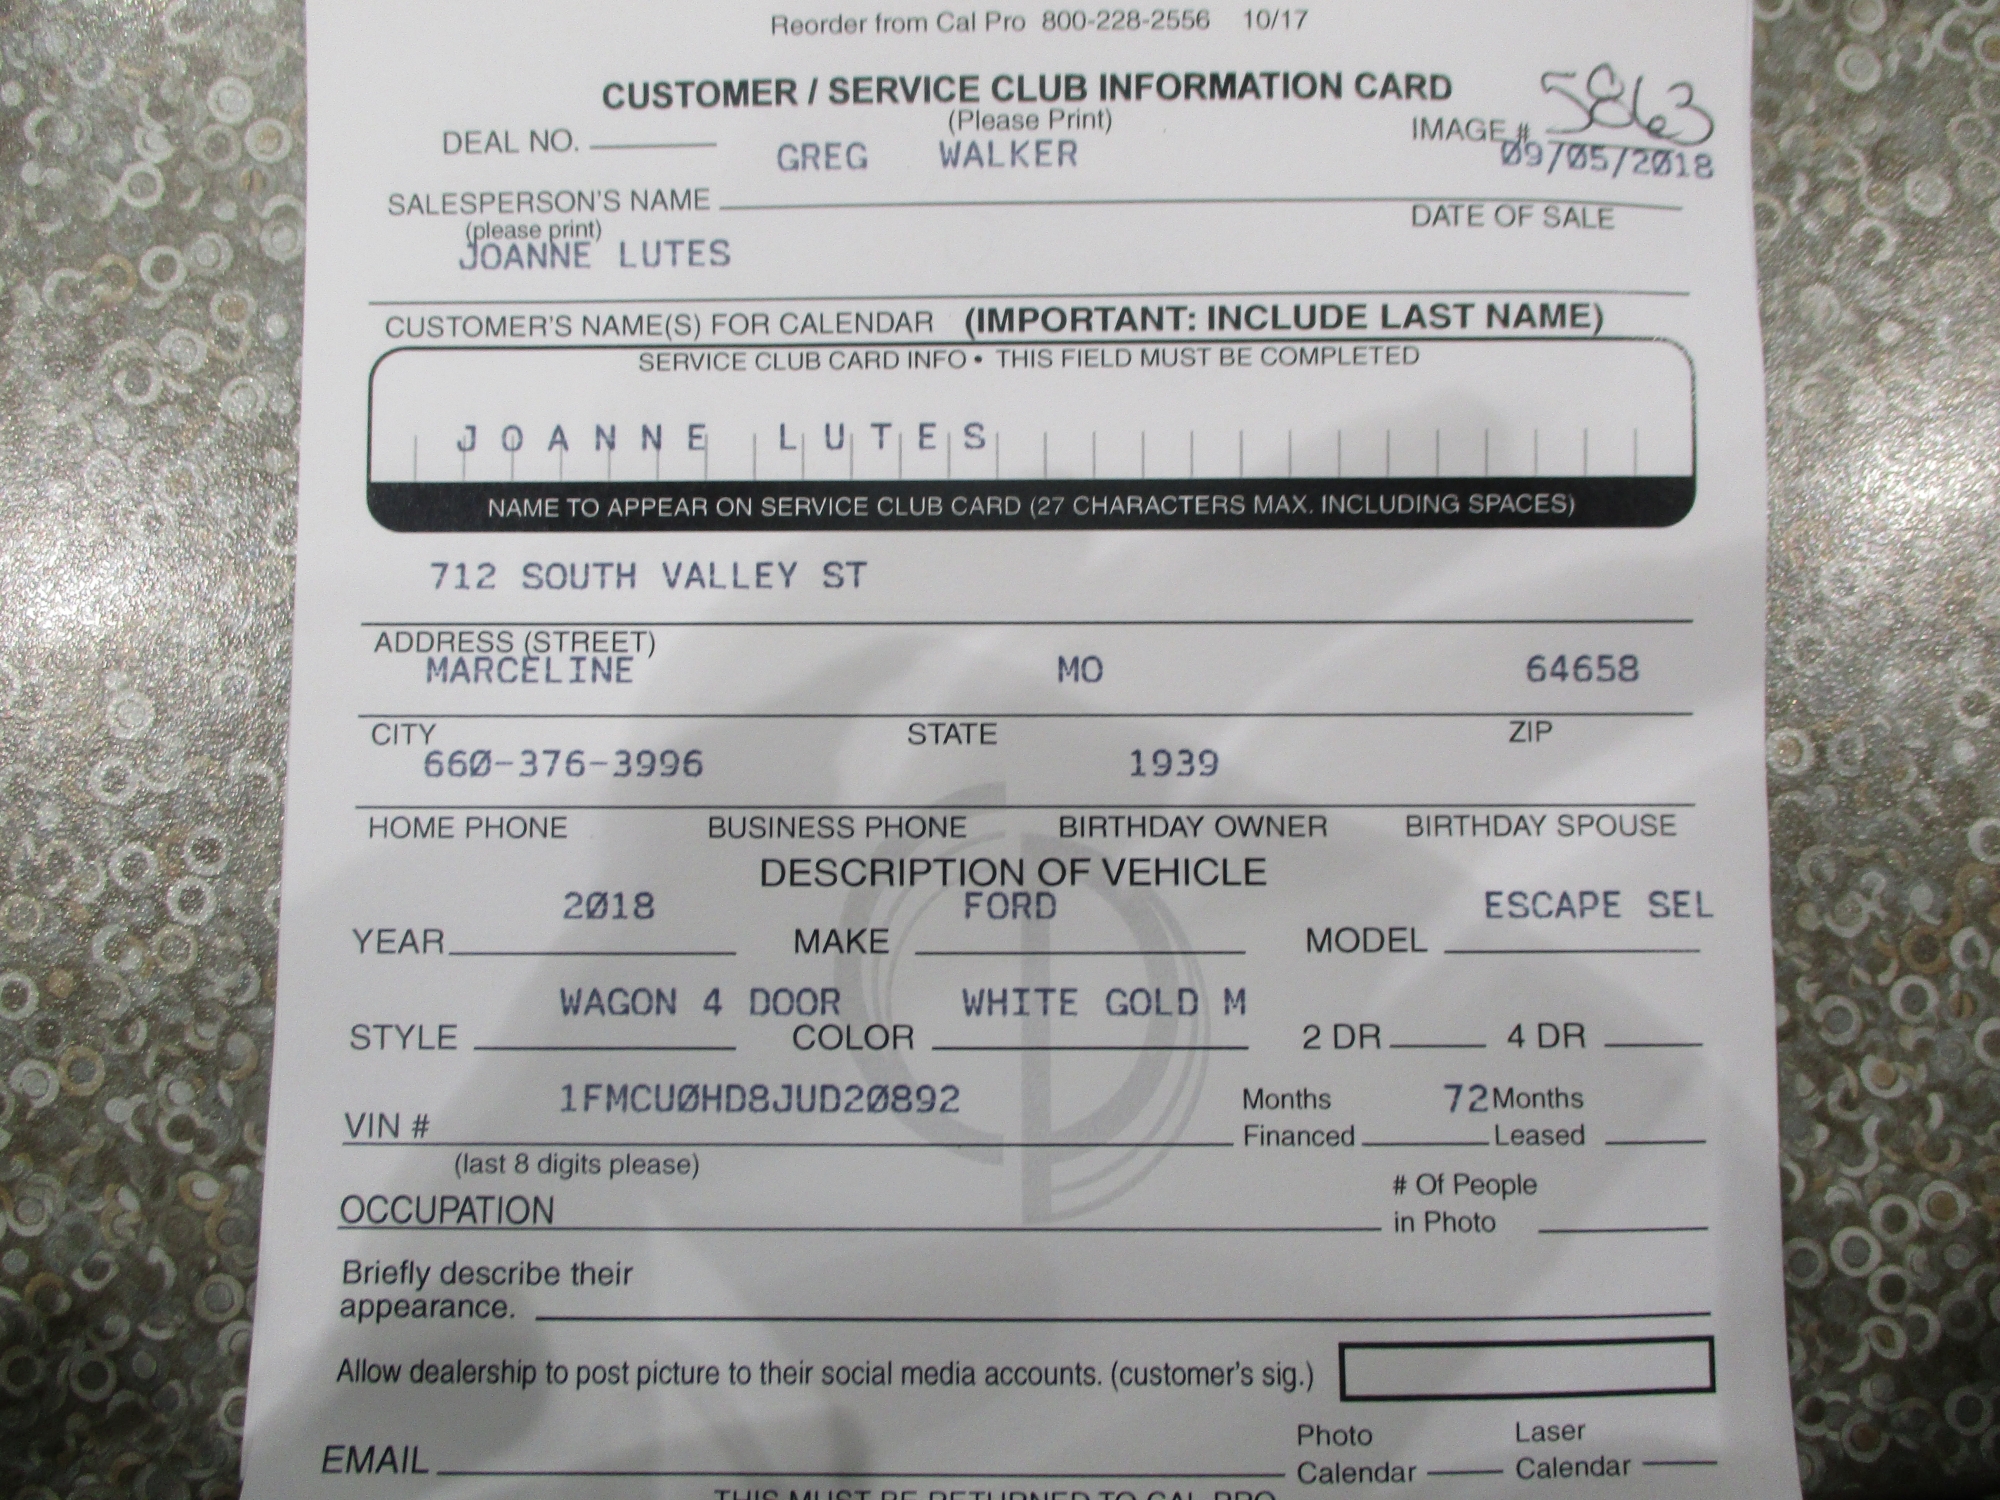 Reorder from Cal Pro 800-228-2556 10/17
CUSTOMER / SERVICE CLUB INFORMATION CARD
(Please Print)
DEAL NO. IMAGE # 5863
GREG WALKER 09/05/2018
SALESPERSON'S NAME DATE OF SALE
(please print)
JOANNE LUTES
CUSTOMER'S NAME(S) FOR CALENDAR (IMPORTANT: INCLUDE LAST NAME)
SERVICE CLUB CARD INFO • THIS FIELD MUST BE COMPLETED
JOANNE LUTES
NAME TO APPEAR ON SERVICE CLUB CARD (27 CHARACTERS MAX. INCLUDING SPACES)
712 SOUTH VALLEY ST
ADDRESS (STREET)
MARCELINE MO 64658
CITY STATE ZIP
660-376-3996 1939
HOME PHONE BUSINESS PHONE BIRTHDAY OWNER BIRTHDAY SPOUSE
DESCRIPTION OF VEHICLE
2018 FORD ESCAPE SEL
YEAR MAKE MODEL
WAGON 4 DOOR WHITE GOLD M
STYLE COLOR 2 DR 4 DR
1FMCU0HD8JUD20892 Months 72 Months
VIN # Financed Leased
(last 8 digits please)
OCCUPATION # Of People
in Photo
Briefly describe their
appearance.
Allow dealership to post picture to their social media accounts. (customer's sig.)
Photo Laser
EMAIL Calendar Calendar
THIS MUST BE RETURNED TO CAL PRO